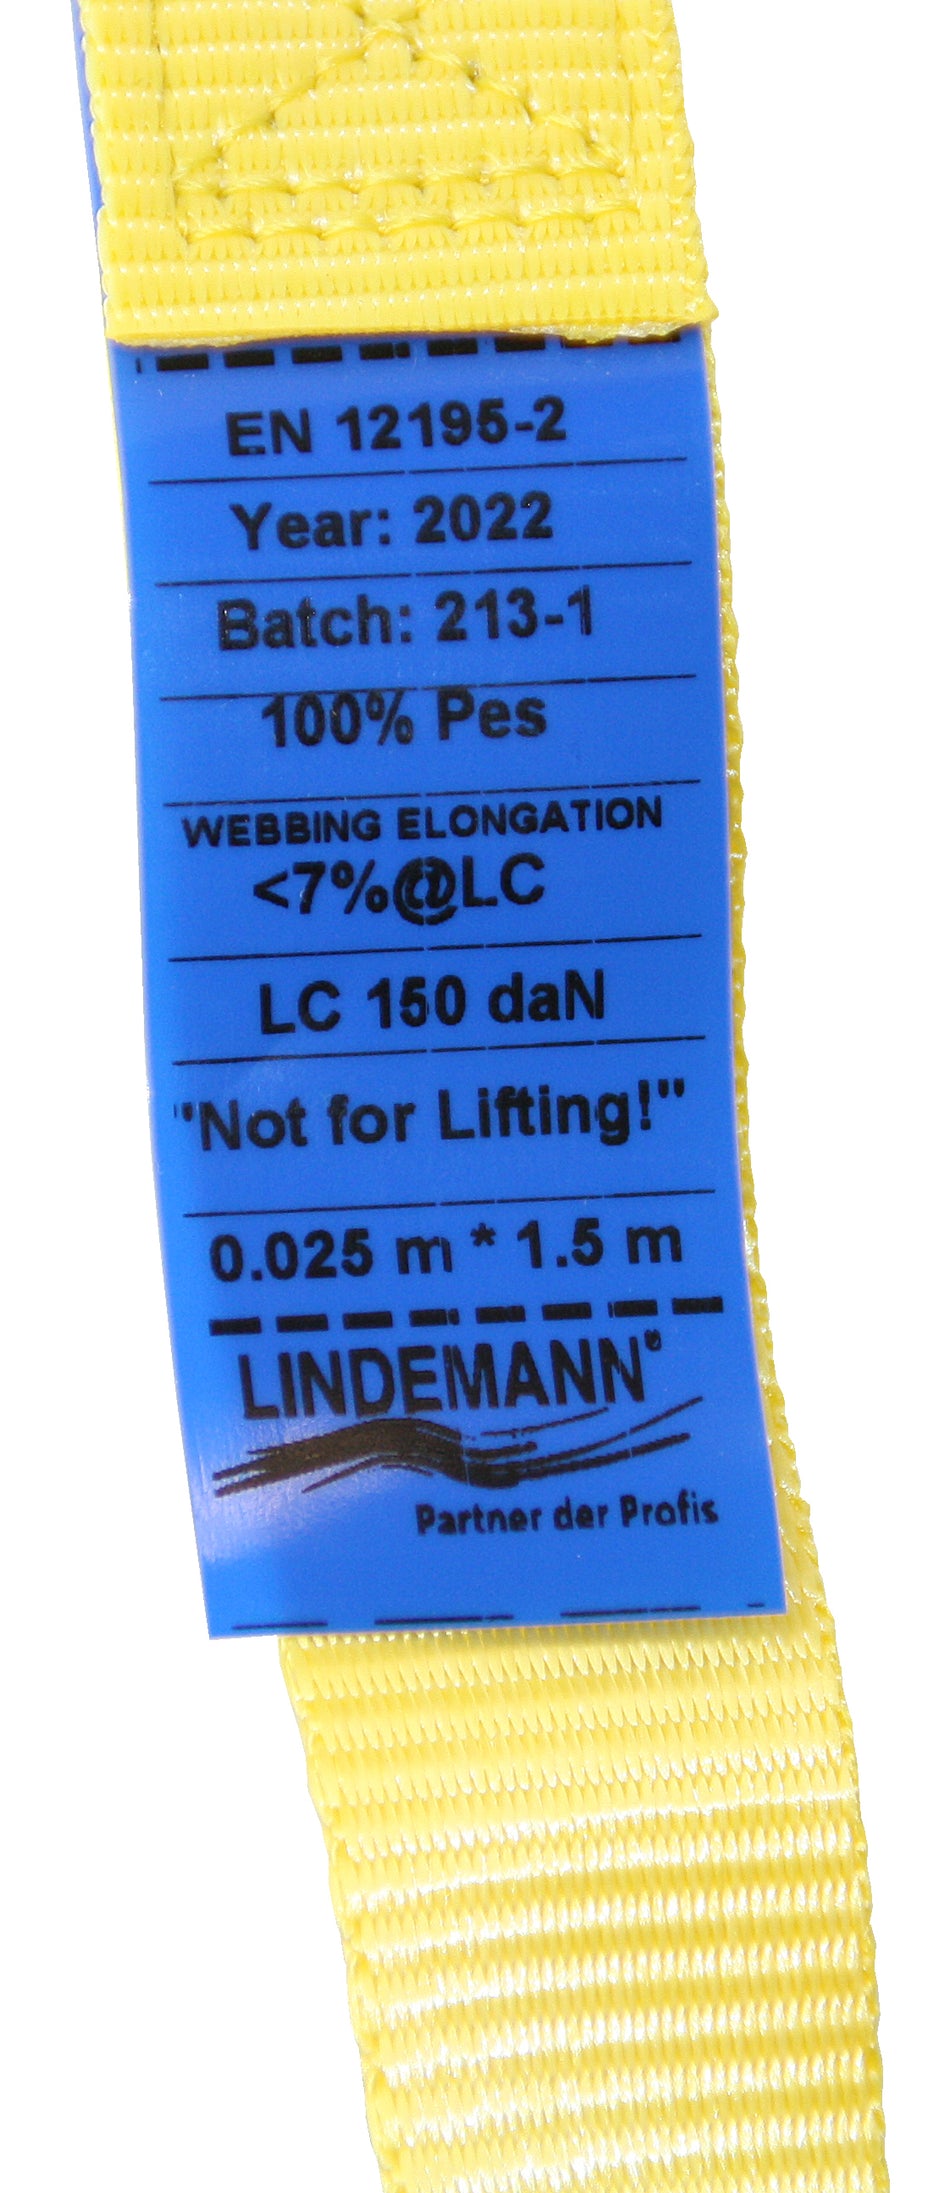 EN 12195-2
Year: 2022
Batch: 213-1
100% Pes
WEBBING ELONGATION
<7%@LC
LC 150 daN
"Not for Lifting!"
0.025 m * 1.5 m
LINDEMANN®
Partner der Profis